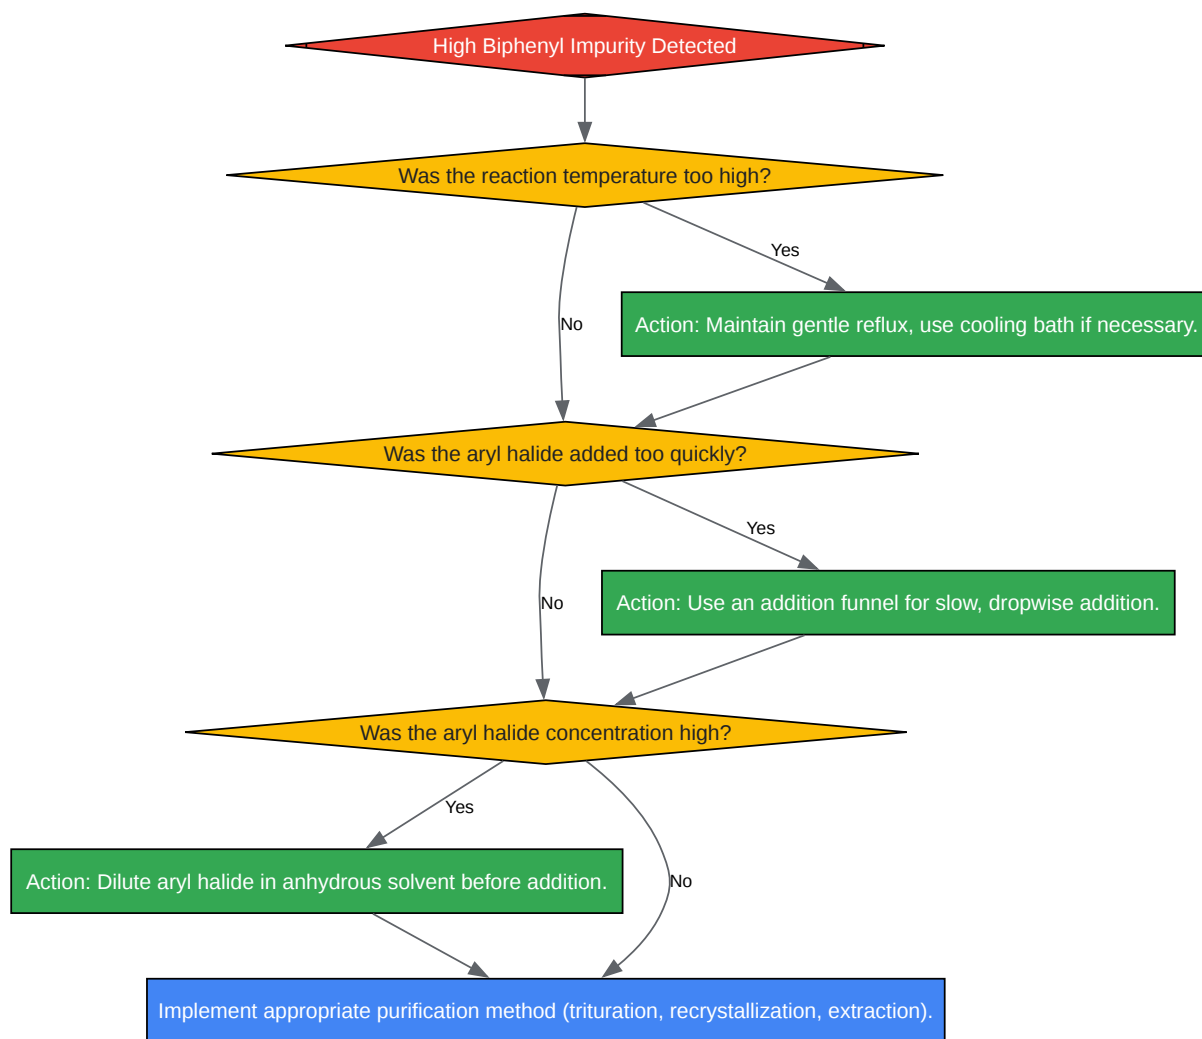 High Biphenyl Impurity Detected
Was the reaction temperature too high?
Yes
Action: Maintain gentle reflux, use cooling bath if necessary.
No
Was the aryl halide added too quickly?
Yes
Action: Use an addition funnel for slow, dropwise addition.
No
Was the aryl halide concentration high?
Yes
Action: Dilute aryl halide in anhydrous solvent before addition.
No
Implement appropriate purification method (trituration, recrystallization, extraction).